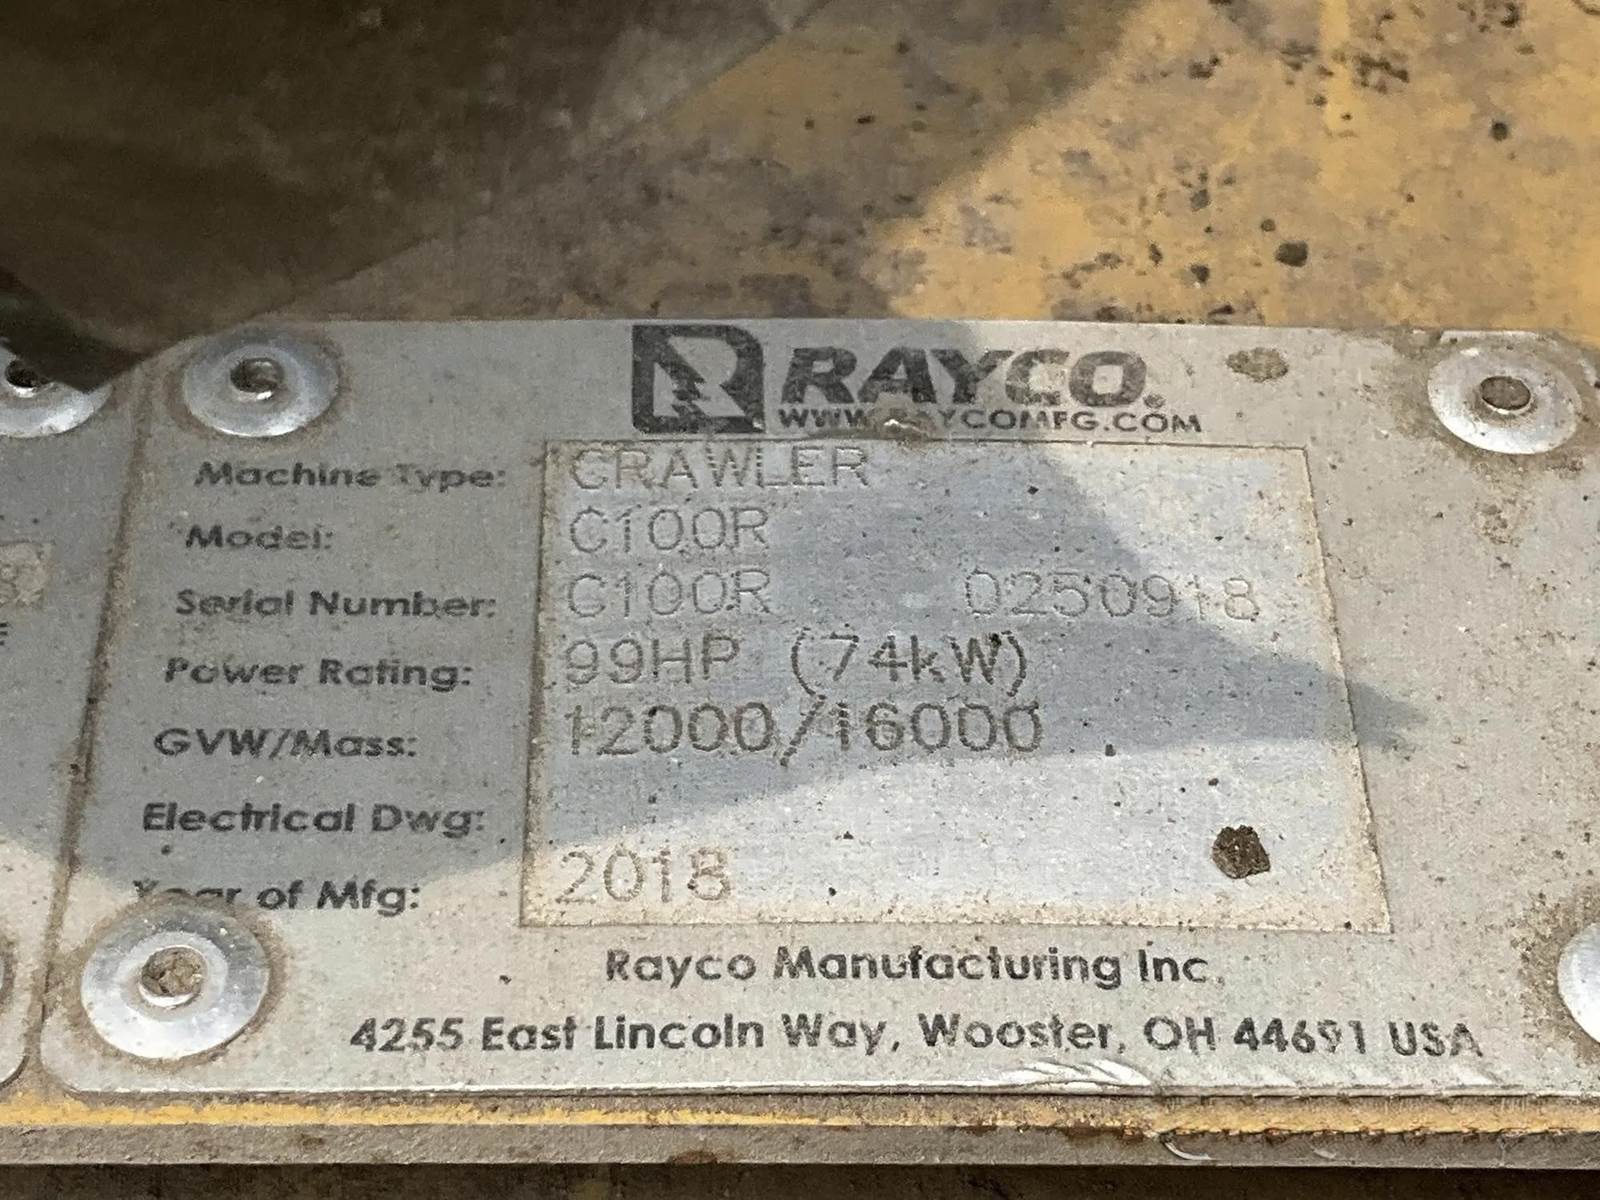 RAYCO.
WWW.RAYCOMFG.COM
Machine Type: CRAWLER
Model: C100R
Serial Number: C100R 0250918
Power Rating: 99HP (74kW)
GVW/Mass: 12000/16000
Electrical Dwg:
Year of Mfg: 2018
Rayco Manufacturing Inc.
4255 East Lincoln Way, Wooster, OH 44691 USA